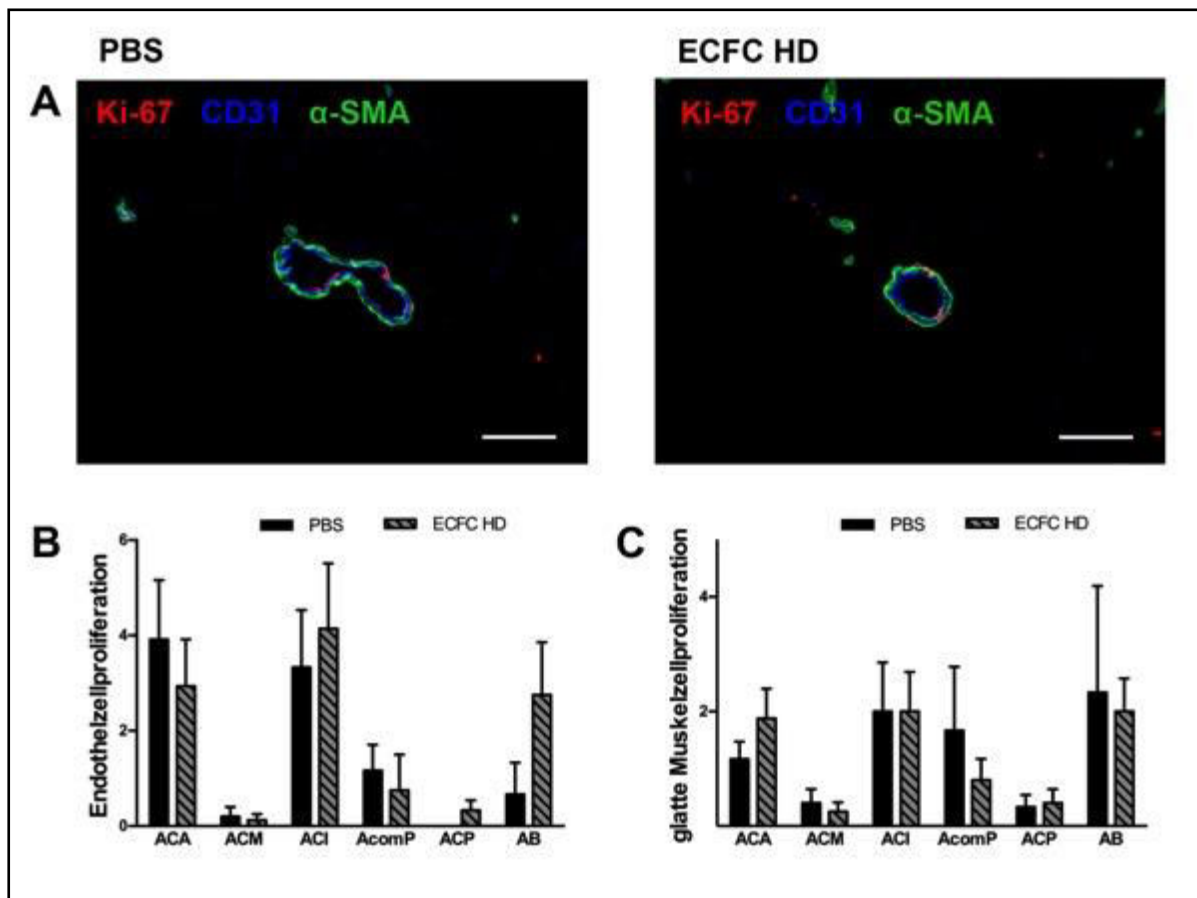 PBS
ECFC HD
A
Ki-67 CD31 α-SMA
Ki-67 CD31 α-SMA
B
PBS
ECFC HD
Endothelzellproliferation
6
4
2
0
ACA ACM ACI AcomP ACP AB
C
PBS
ECFC HD
glatte Muskelzellproliferation
4
2
ACA ACM ACI AcomP ACP AB